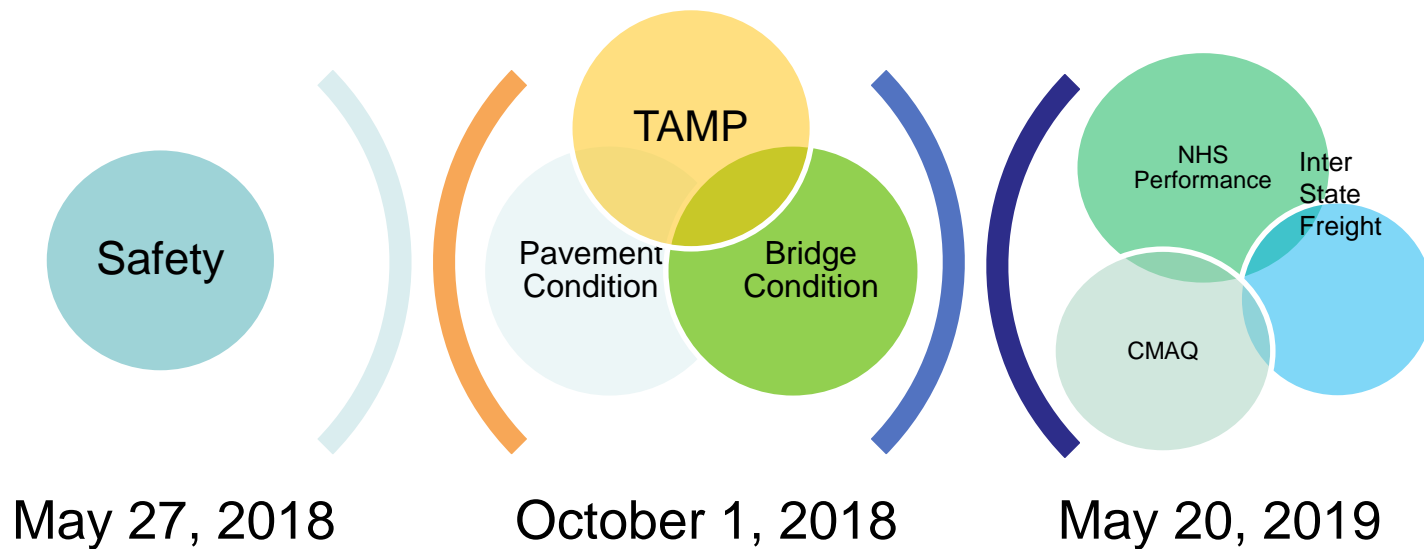 Safety
TAMP
Pavement
Condition
Bridge
Condition
NHS
Performance
Inter
State
Freight
CMAQ
May 27, 2018
October 1, 2018
May 20, 2019